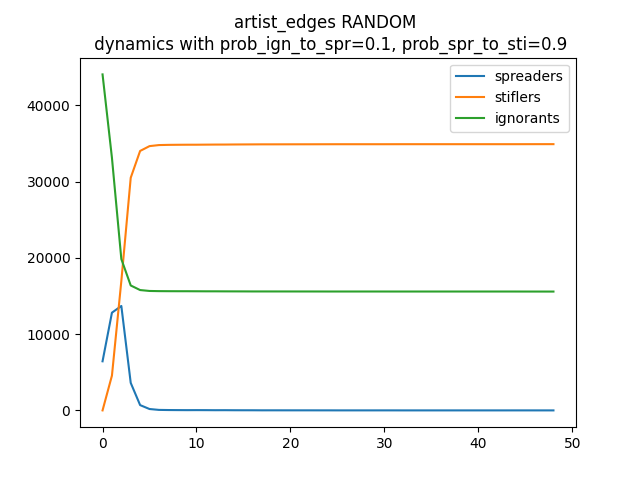 artist_edges RANDOM
dynamics with prob_ign_to_spr=0.1, prob_spr_to_sti=0.9
spreaders
stiflers
ignorants
40000
30000
20000
10000
0
0 10 20 30 40 50